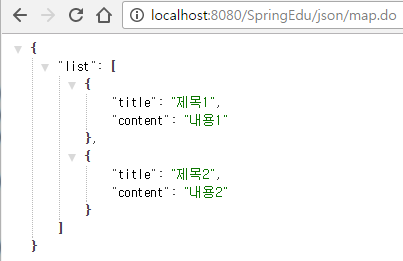 localhost:8080/SpringEdu/json/map.do
{
"list": [
{
"title": "제목1",
"content": "내용1"
},
{
"title": "제목2",
"content": "내용2"
}
]
}